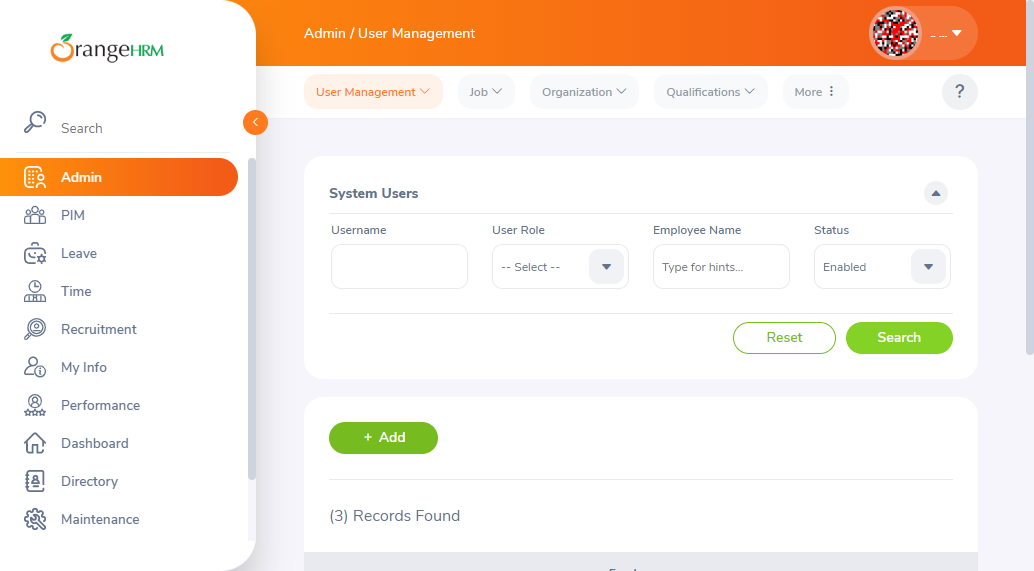 OrangeHRM
Admin / User Management
.. ...
Search
Admin
PIM
Leave
Time
Recruitment
My Info
Performance
Dashboard
Directory
Maintenance
User Management
Job
Organization
Qualifications
More
?
System Users
Username
User Role
Employee Name
Status
-- Select --
Type for hints...
Enabled
Reset
Search
+ Add
(3) Records Found